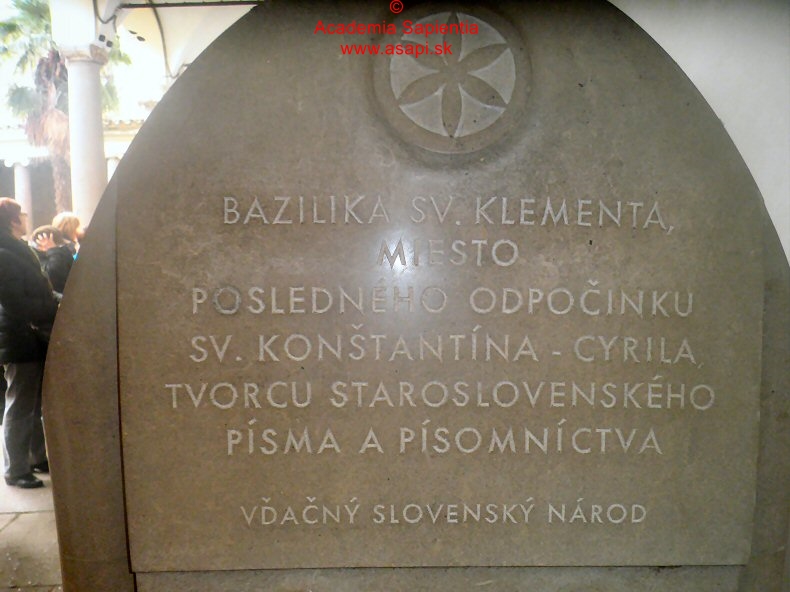 ©
Academia Sapientia
www.asapi.sk
BAZILIKA SV. KLEMENTA,
MIESTO
POSLEDNÉHO ODPOČINKU
SV. KONŠTANTÍNA - CYRILA,
TVORCU STAROSLOVENSKÉHO
PÍSMA A PÍSOMNÍCTVA
VĎAČNÝ SLOVENSKÝ NÁROD